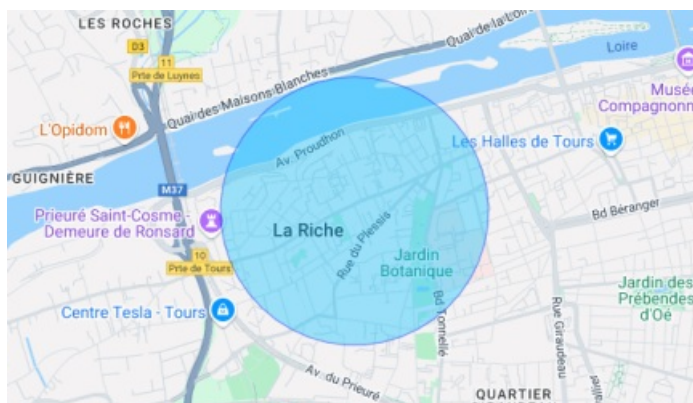 LES ROCHES
Quai de la Loire
Loire
D3
11
Prte de Luynes
Quai des Maisons Blanches
Musée
Compagnonn
L'Opidom
Les Halles de Tours
Av. Proudhon
GUIGNIÈRE
M37
Bd Béranger
Prieuré Saint-Cosme -
Demeure de Ronsard
La Riche
Rue du Plessis
Jardin
Botanique
10
Prte de Tours
Jardin des
Prébendes
d'Oé
Centre Tesla - Tours
Bd Tonnellé
Rue Giraudeau
Av. du Prieuré
QUARTIER